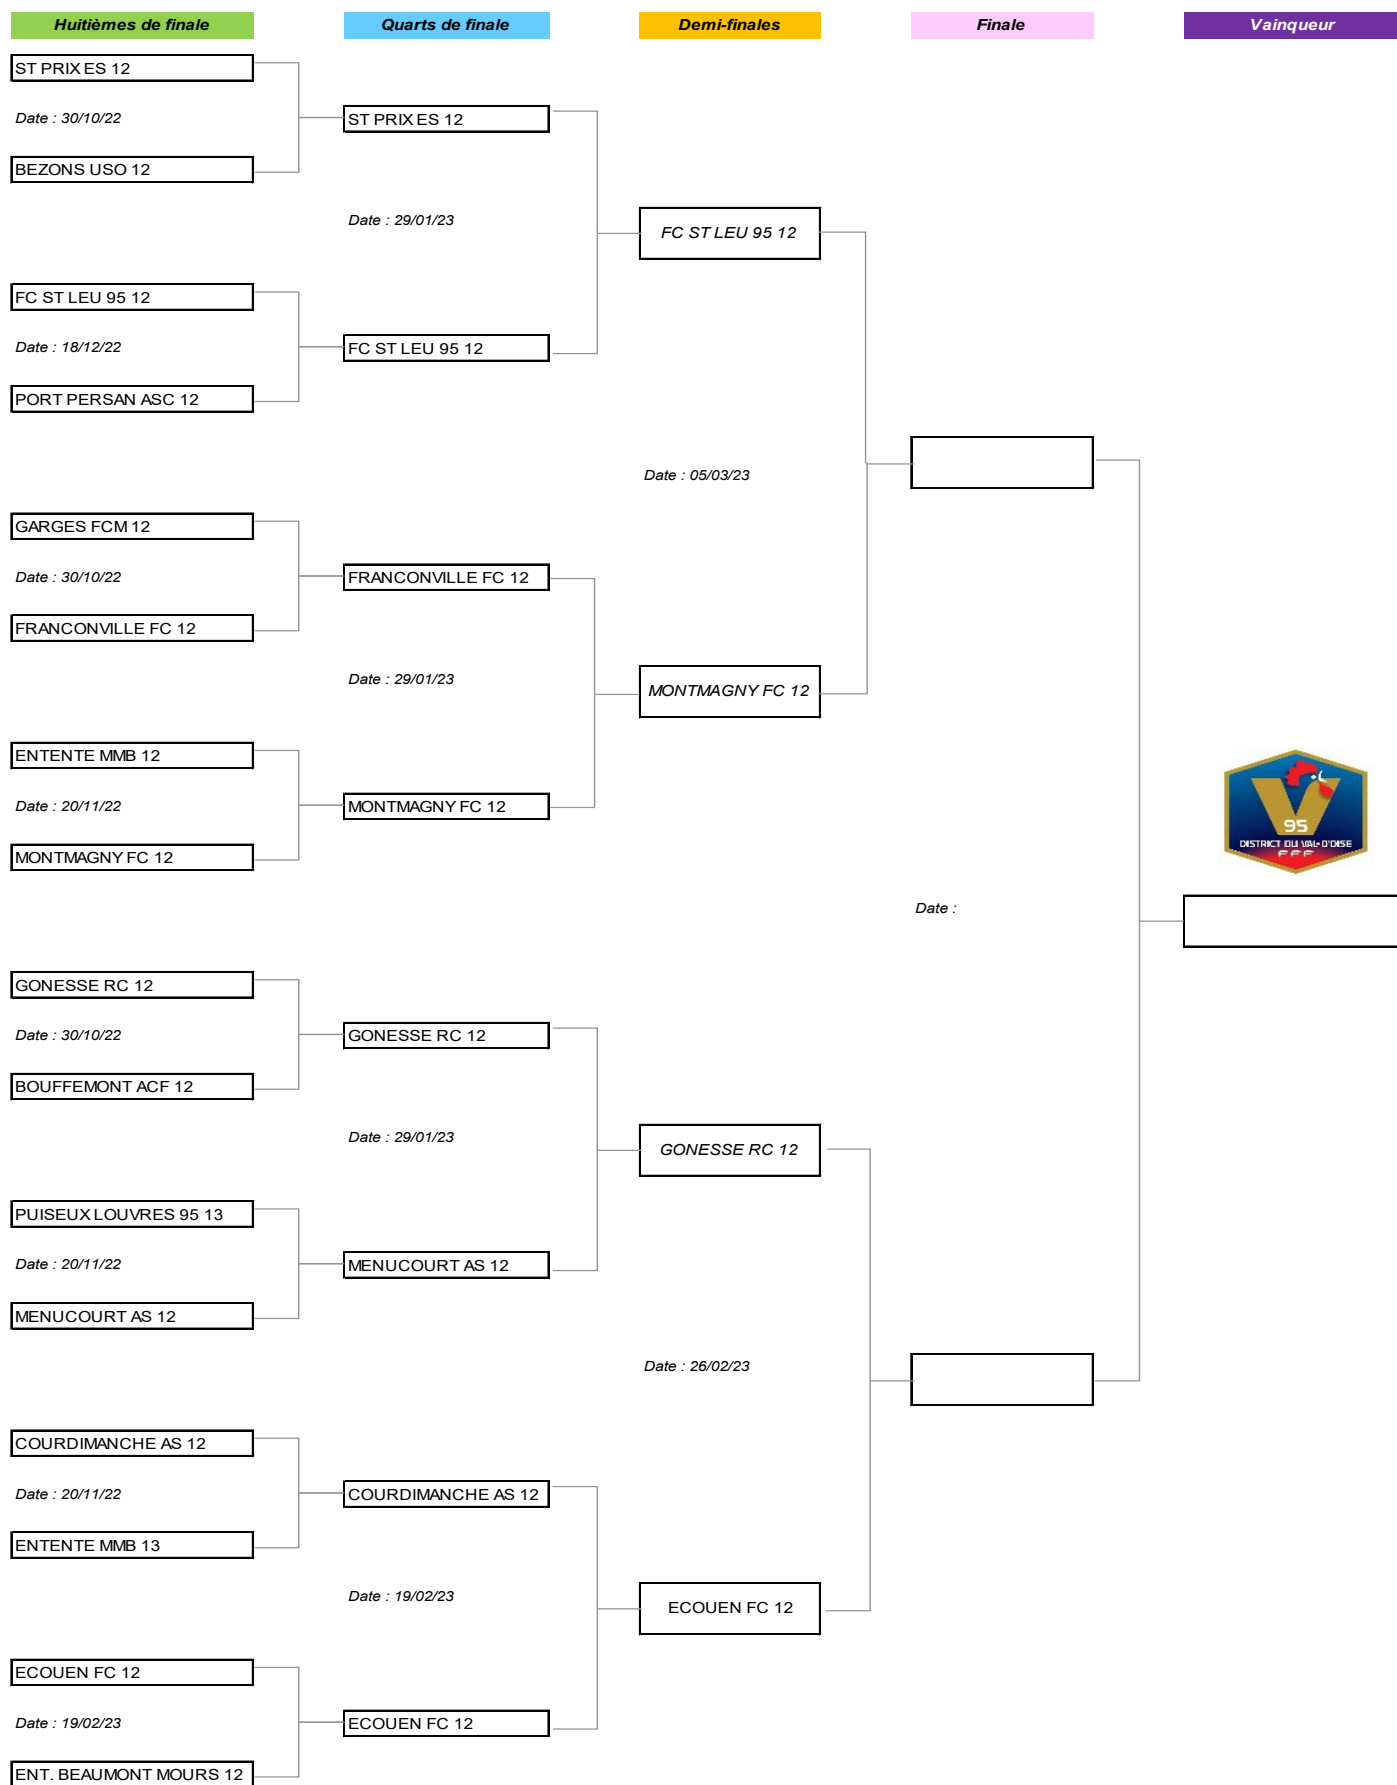 Huitièmes de finale
Quarts de finale
Demi-finales
Finale
Vainqueur
ST PRIX ES 12
Date : 30/10/22
BEZONS USO 12
FC ST LEU 95 12
Date : 18/12/22
PORT PERSAN ASC 12
GARGES FCM 12
Date : 30/10/22
FRANCONVILLE FC 12
ENTENTE MMB 12
Date : 20/11/22
MONTMAGNY FC 12
GONESSE RC 12
Date : 30/10/22
BOUFFEMONT ACF 12
PUISEUX LOUVRES 95 13
Date : 20/11/22
MENUCOURT AS 12
COURDIMANCHE AS 12
Date : 20/11/22
ENTENTE MMB 13
ECOUEN FC 12
Date : 19/02/23
ENT. BEAUMONT MOURS 12
ST PRIX ES 12
Date : 29/01/23
FC ST LEU 95 12
FRANCONVILLE FC 12
Date : 29/01/23
MONTMAGNY FC 12
GONESSE RC 12
Date : 29/01/23
MENUCOURT AS 12
COURDIMANCHE AS 12
Date : 19/02/23
ECOUEN FC 12
FC ST LEU 95 12
Date : 05/03/23
MONTMAGNY FC 12
GONESSE RC 12
Date : 26/02/23
ECOUEN FC 12
Date :
V
95
DISTRICT DU VAL-D'OISE
FFF